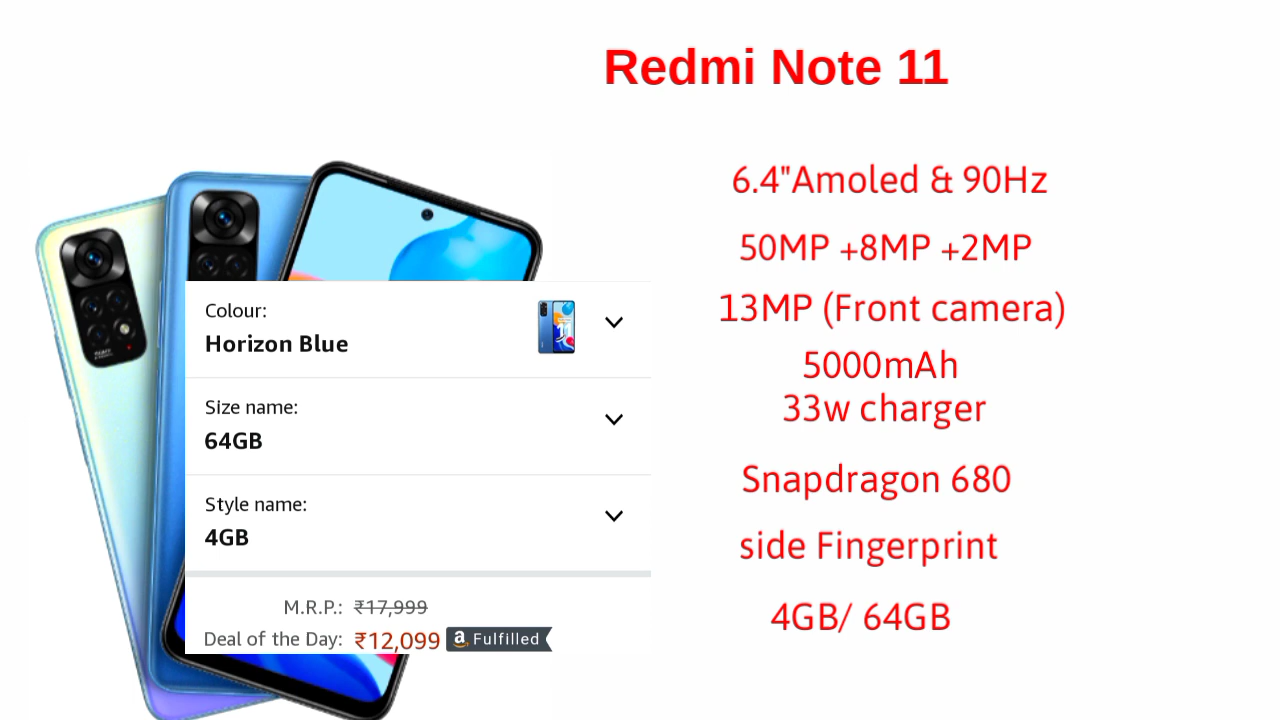 Redmi Note 11
6.4"Amoled & 90Hz
50MP +8MP +2MP
13MP (Front camera)
5000mAh
33w charger
Snapdragon 680
side Fingerprint
4GB/ 64GB
Colour:
Horizon Blue
Size name:
64GB
Style name:
4GB
M.R.P.: ₹17,999
Deal of the Day: ₹12,099 a Fulfilled